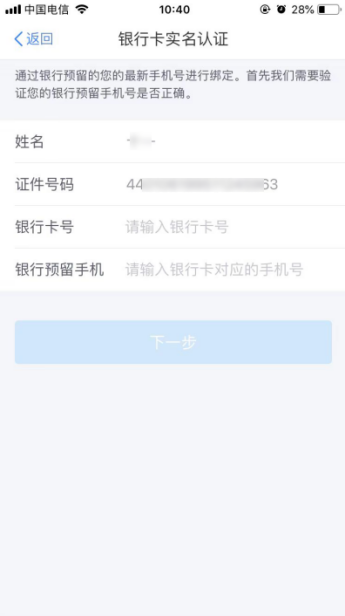 中国电信 10:40 28%
返回 银行卡实名认证
通过银行预留的您的最新手机号进行绑定。首先我们需要验
证您的银行预留手机号是否正确。
姓名
证件号码 44 63
银行卡号 请输入银行卡号
银行预留手机 请输入银行卡对应的手机号
下一步